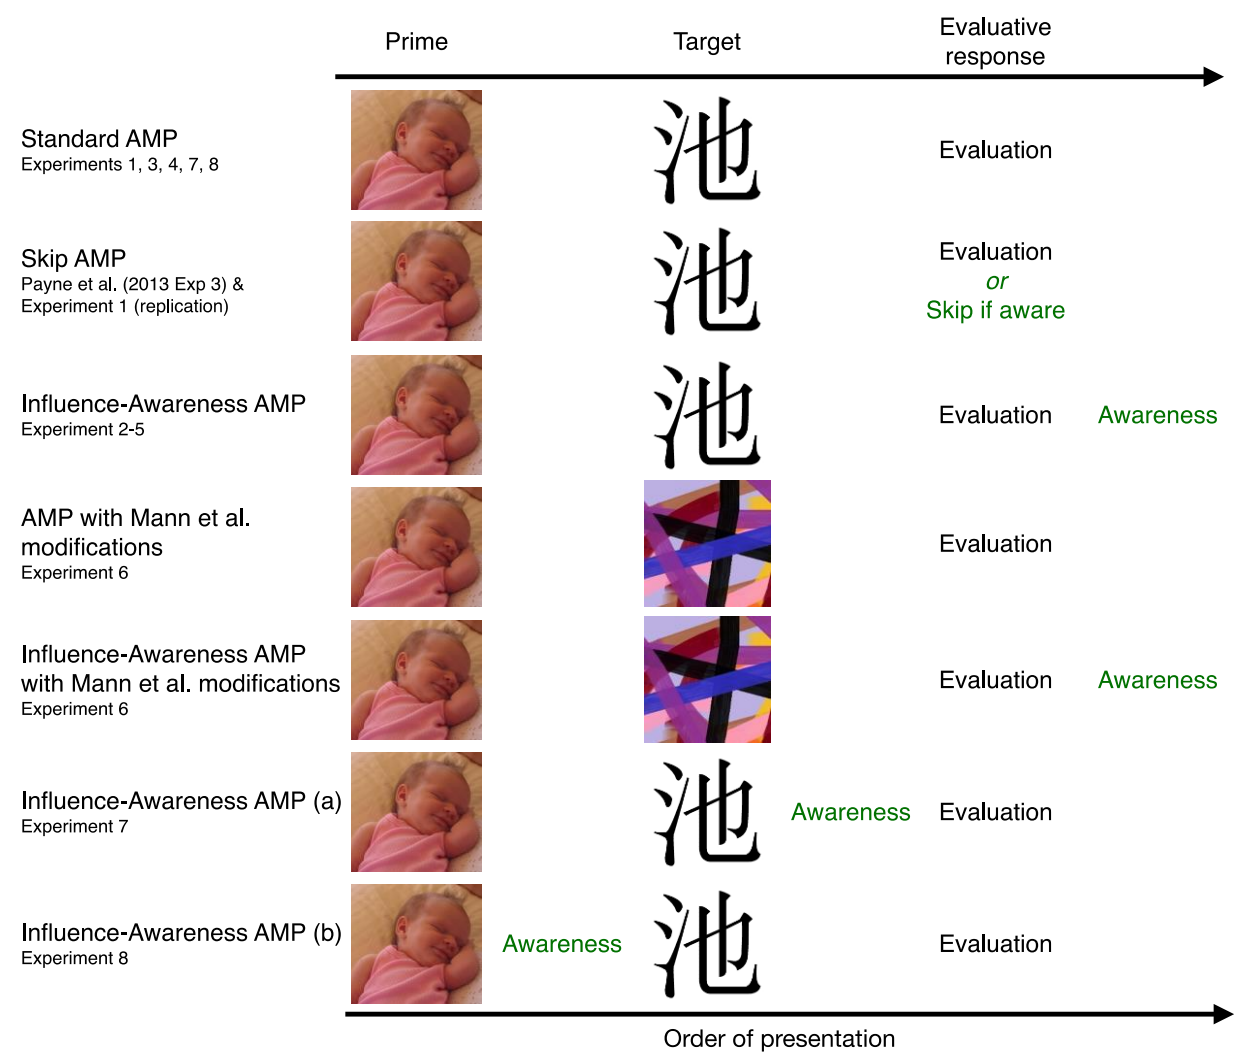 Prime
Target
Evaluative
response
Standard AMP
Experiments 1, 3, 4, 7, 8
池
Evaluation
Skip AMP
Payne et al. (2013 Exp 3) &
Experiment 1 (replication)
池
Evaluation
or
Skip if aware
Influence-Awareness AMP
Experiment 2-5
池
Evaluation
Awareness
AMP with Mann et al.
modifications
Experiment 6
Evaluation
Influence-Awareness AMP
with Mann et al. modifications
Experiment 6
Evaluation
Awareness
Influence-Awareness AMP (a)
Experiment 7
池
Awareness
Evaluation
Influence-Awareness AMP (b)
Experiment 8
Awareness
池
Evaluation
Order of presentation